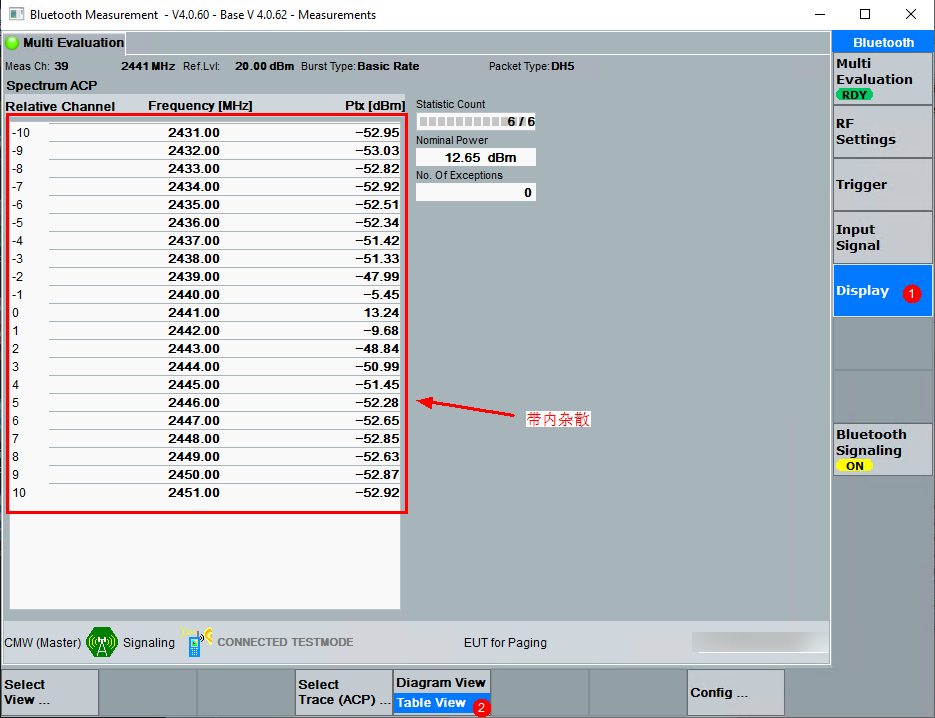 Bluetooth Measurement - V4.0.60 - Base V 4.0.62 - Measurements
Multi Evaluation
Meas Ch: 39 2441 MHz Ref.Lvl: 20.00 dBm Burst Type: Basic Rate Packet Type: DH5
Spectrum ACP
Relative Channel Frequency [MHz] Ptx [dBm]
-10 2431.00 −52.95
-9 2432.00 −53.03
-8 2433.00 −52.82
-7 2434.00 −52.92
-6 2435.00 −52.51
-5 2436.00 −52.34
-4 2437.00 −51.42
-3 2438.00 −51.33
-2 2439.00 −47.99
-1 2440.00 −5.45
0 2441.00 13.24
1 2442.00 −9.68
2 2443.00 −48.84
3 2444.00 −50.99
4 2445.00 −51.45
5 2446.00 −52.28
6 2447.00 −52.65
7 2448.00 −52.85
8 2449.00 −52.63
9 2450.00 −52.87
10 2451.00 −52.92
Statistic Count
6 / 6
Nominal Power
12.65 dBm
No. Of Exceptions
0
带内杂散
Bluetooth
Multi
Evaluation
RDY
RF
Settings
Trigger
Input
Signal
Display 1
Bluetooth
Signaling
ON
CMW (Master) Signaling CONNECTED TESTMODE EUT for Paging
Select
View ...
Select
Trace (ACP) ...
Diagram View
Table View 2
Config ...